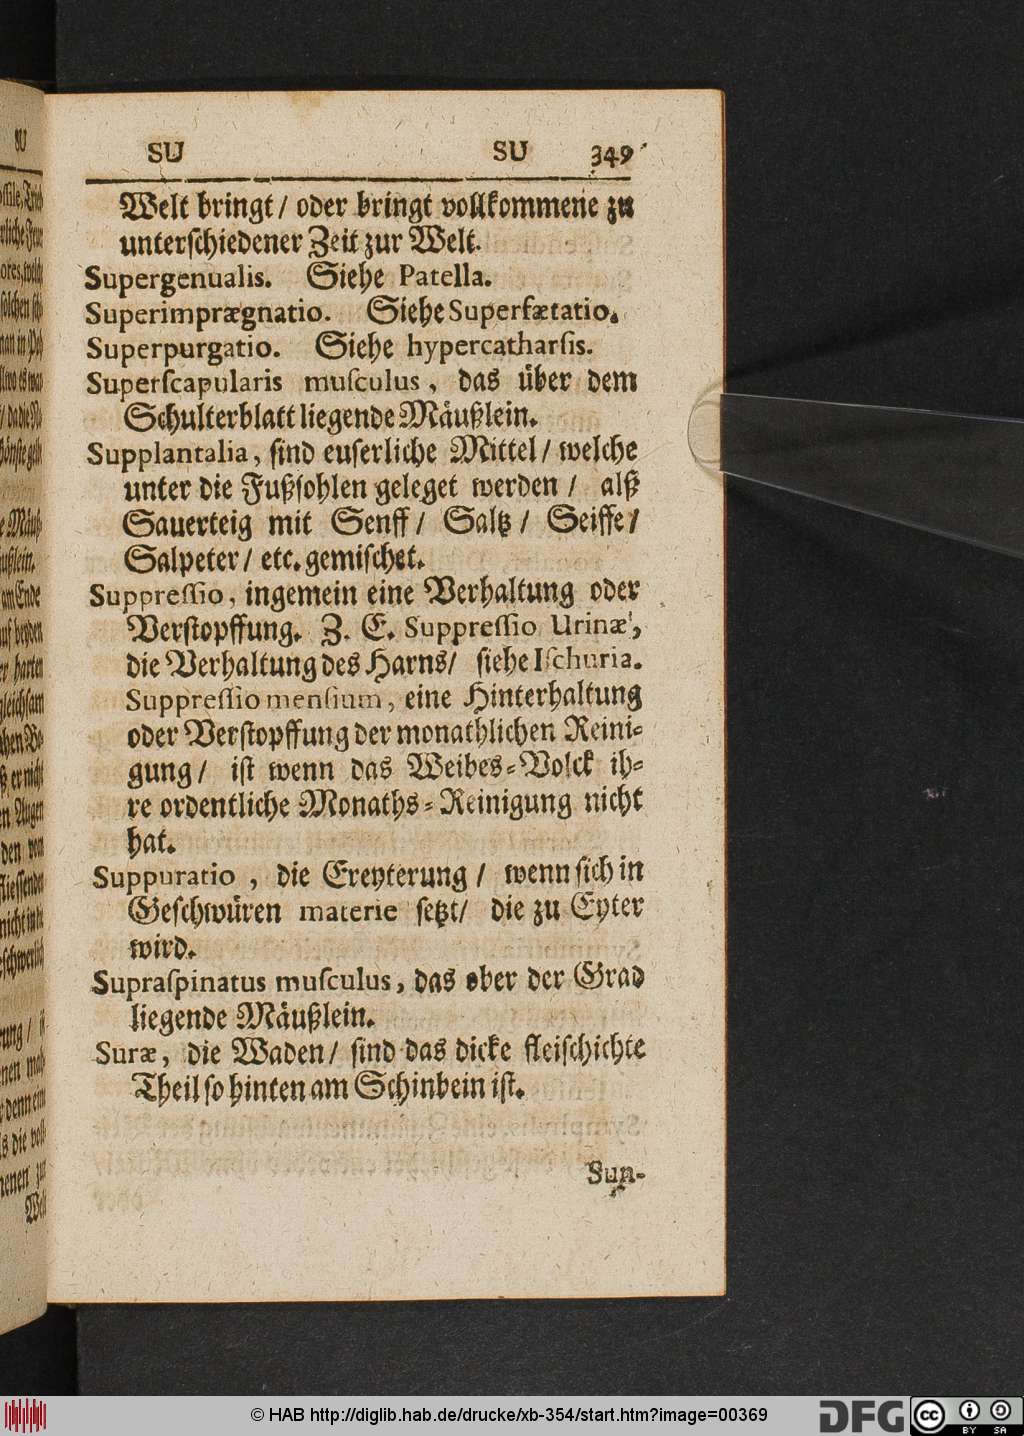 SU SU 349
Welt bringt / oder bringt vollkommene zu
unterschiedener Zeit zur Welt.
Supergenualis. Siehe Patella.
Superimprægnatio. Siehe Superfætatio.
Superpurgatio. Siehe hypercatharſis.
Superſcapularis muſculus, das über dem
Schulterblatt liegende Mäußlein.
Supplantalia, ſind euſerliche Mittel / welche
unter die Fußſohlen geleget werden / alß
Sauerteig mit Senff / Saltz / Seiffe /
Salpeter / etc. gemiſchet.
Suppreſſio, ingemein eine Verhaltung oder
Verſtopffung. Z. E. Suppreſſio Urinæ,
die Verhaltung des Harns / ſiehe Iſchuria.
Suppreſſio menſium, eine Hinterhaltung
oder Verſtopffung der monathlichen Reini-
gung / iſt wenn das Weibes-Volck ih-
re ordentliche Monaths-Reinigung nicht
hat.
Suppuratio, die Ereyterung / wenn ſich in
Geſchwüren materie ſetzt / die zu Eyter
wird.
Supraſpinatus muſculus, das ober der Grad
liegende Mäußlein.
Suræ, die Waden / ſind das dicke fleiſchichte
Theil ſo hinten am Schinbein iſt.
Sun-
© HAB http://diglib.hab.de/drucke/xb-354/start.htm?image=00369
DFG cc BY SA